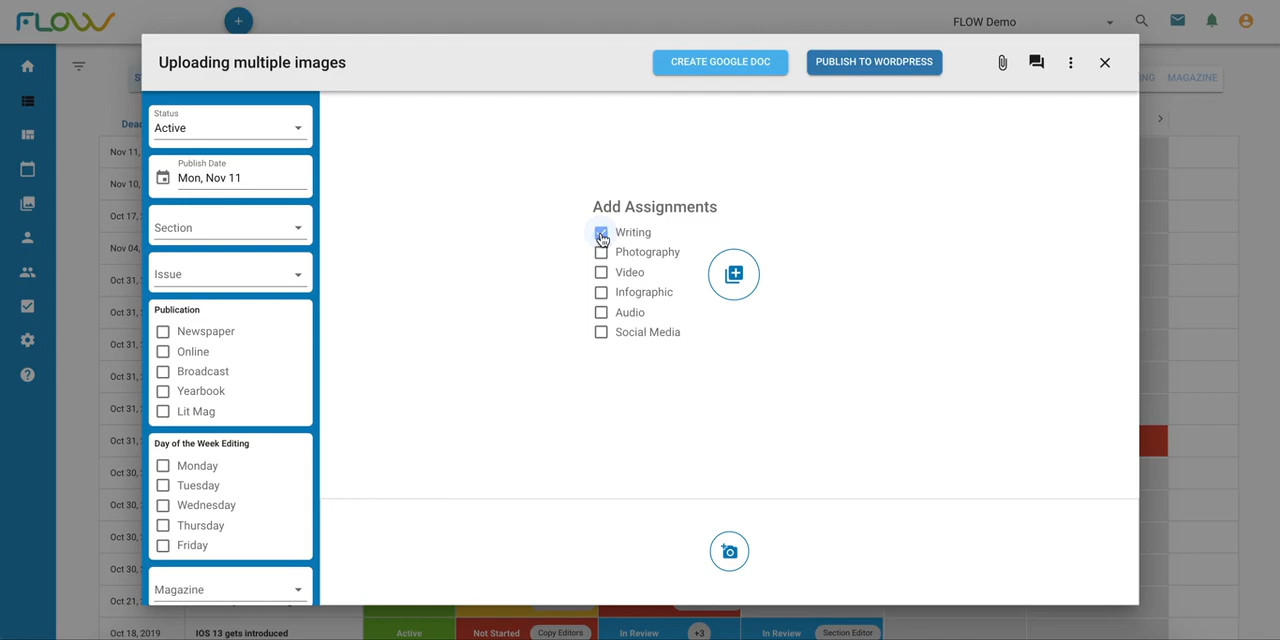 FLOW
+
FLOW Demo
Uploading multiple images
CREATE GOOGLE DOC
PUBLISH TO WORDPRESS
ING
MAGAZINE
Status
Active
Publish Date
Mon, Nov 11
Section
Issue
Publication
Newspaper
Online
Broadcast
Yearbook
Lit Mag
Day of the Week Editing
Monday
Tuesday
Wednesday
Thursday
Friday
Magazine
Add Assignments
Writing
Photography
Video
Infographic
Audio
Social Media
Dea
Nov 11,
Nov 10,
Oct 17,
Nov 04,
Oct 31,
Oct 31,
Oct 31,
Oct 31,
Oct 31,
Oct 31,
Oct 30,
Oct 30,
Oct 30,
Oct 30,
Oct 21,
Oct 18, 2019
IOS 13 gets introduced
Active
Not Started
Copy Editors
In Review
+3
In Review
Section Editor